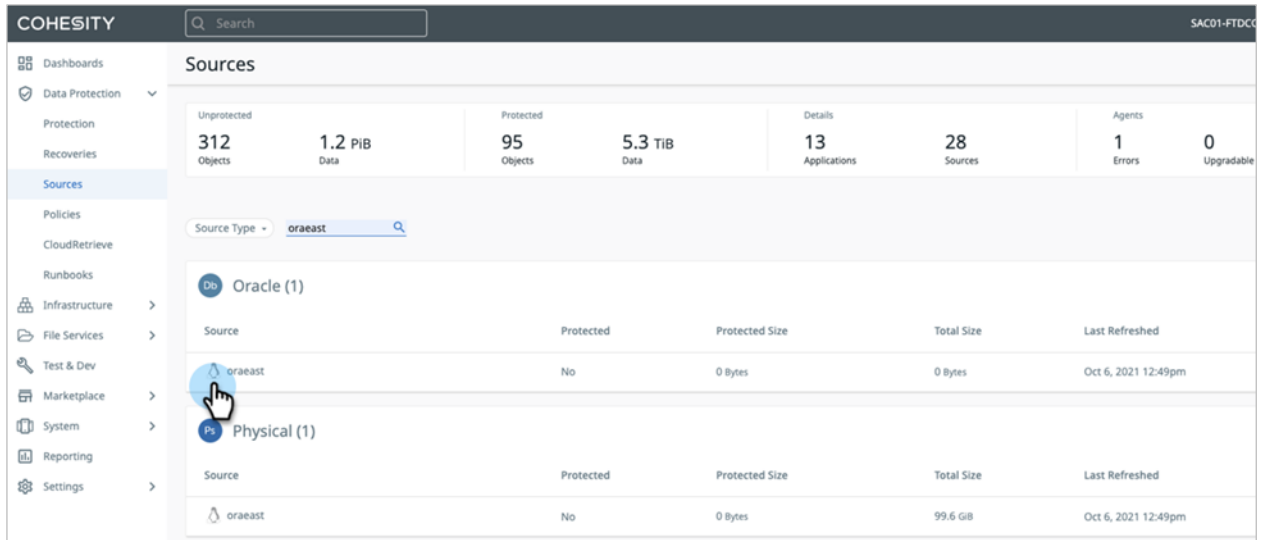 COHESITY
Search
SAC01-FTDCC
Dashboards
Data Protection
Protection
Recoveries
Sources
Policies
CloudRetrieve
Runbooks
Infrastructure
File Services
Test & Dev
Marketplace
System
Reporting
Settings
Sources
Unprotected
312 1.2 PiB
Objects Data
Protected
95 5.3 TiB
Objects Data
Details
13 28
Applications Sources
Agents
1 0
Errors Upgradable
Source Type oraeast
Db Oracle (1)
Source Protected Protected Size Total Size Last Refreshed
oraeast No 0 Bytes 0 Bytes Oct 6, 2021 12:49pm
Ps Physical (1)
Source Protected Protected Size Total Size Last Refreshed
oraeast No 0 Bytes 99.6 GiB Oct 6, 2021 12:49pm